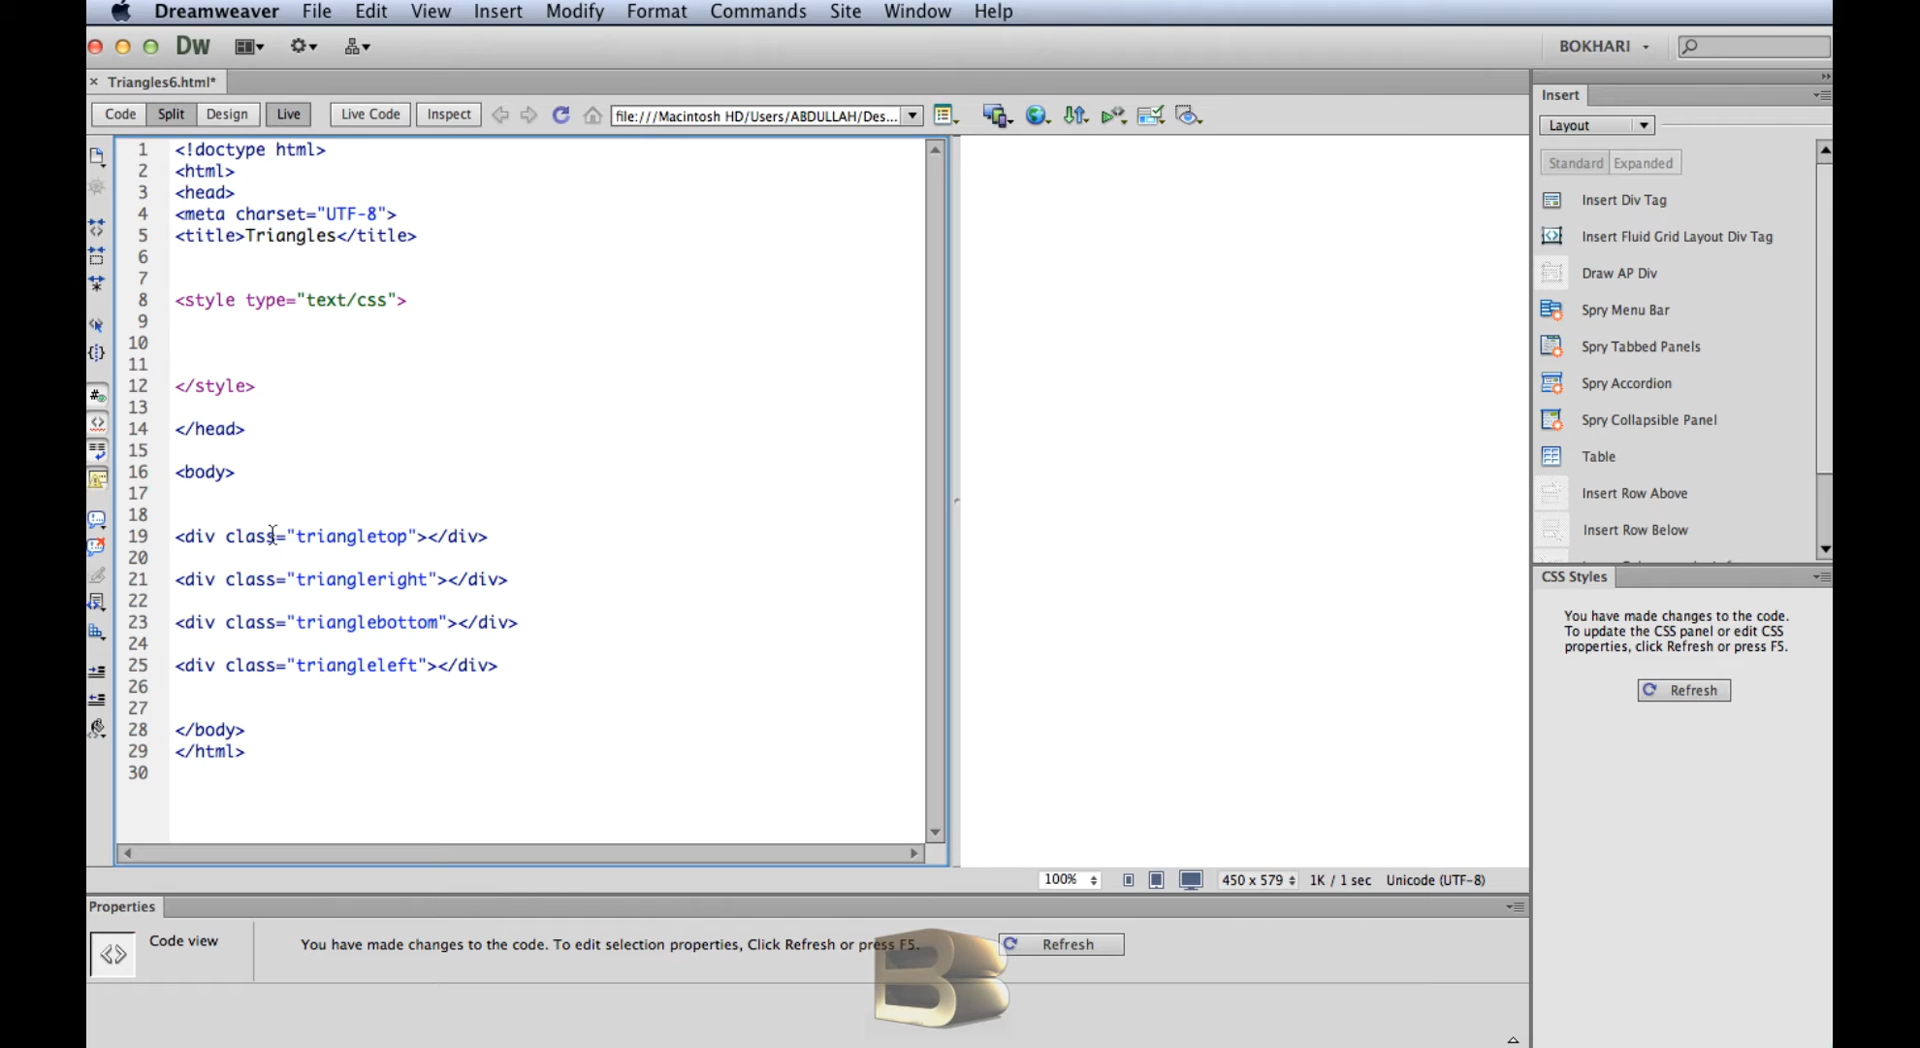 Dreamweaver File Edit View Insert Modify Format Commands Site Window Help
Dw BOKHARI
Triangles6.html*
Code Split Design Live Live Code Inspect file:///Macintosh HD/Users/ABDULLAH/Des...
1 <!doctype html>
2 <html>
3 <head>
4 <meta charset="UTF-8">
5 <title>Triangles</title>
6
7
8 <style type="text/css">
9
10
11
12 </style>
13
14 </head>
15
16 <body>
17
18
19 <div class="triangletop"></div>
20
21 <div class="triangleright"></div>
22
23 <div class="trianglebottom"></div>
24
25 <div class="triangleleft"></div>
26
27
28 </body>
29 </html>
30
100% 450 x 579 1K / 1 sec Unicode (UTF-8)
Properties
Code view
You have made changes to the code. To edit selection properties, Click Refresh or press F5.
Refresh
B
Insert
Layout
Standard Expanded
Insert Div Tag
Insert Fluid Grid Layout Div Tag
Draw AP Div
Spry Menu Bar
Spry Tabbed Panels
Spry Accordion
Spry Collapsible Panel
Table
Insert Row Above
Insert Row Below
CSS Styles
You have made changes to the code.
To update the CSS panel or edit CSS
properties, click Refresh or press F5.
Refresh